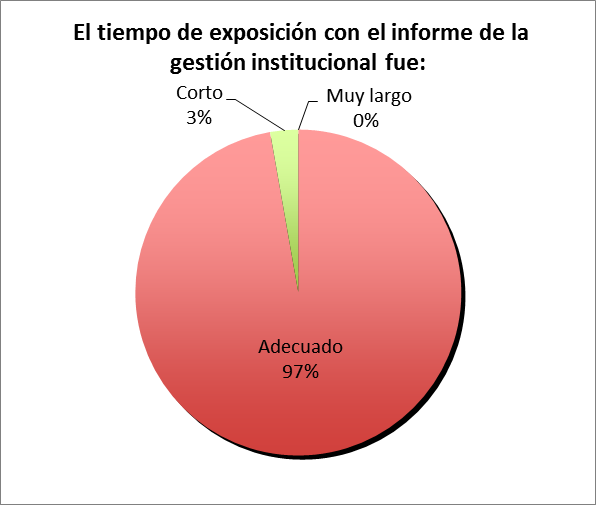 El tiempo de exposición con el informe de la
gestión institucional fue:
Corto
3%
Muy largo
0%
Adecuado
97%